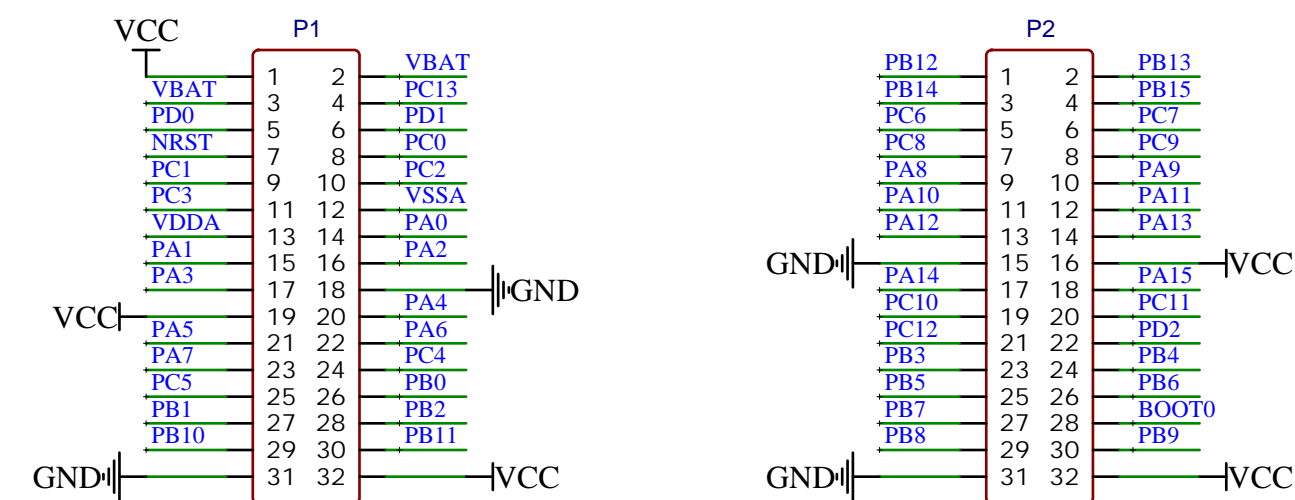 VCC P1 P2
VBAT PB12 PB13
1 2 1 2
VBAT PC13 PB14 PB15
3 4 3 4
PD0 PD1 PC6 PC7
5 6 5 6
NRST PC0 PC8 PC9
7 8 7 8
PC1 PC2 PA8 PA9
9 10 9 10
PC3 VSSA PA10 PA11
11 12 11 12
VDDA PA0 PA12 PA13
13 14 13 14
PA1 PA2
15 16 GND 15 16 VCC
PA3 PA14 PA15
17 18 GND 17 18
PA4 PC10 PC11
VCC 19 20 19 20
PA5 PA6 PC12 PD2
21 22 21 22
PA7 PC4 PB3 PB4
23 24 23 24
PC5 PB0 PB5 PB6
25 26 25 26
PB1 PB2 PB7 BOOT0
27 28 27 28
PB10 PB11 PB8 PB9
29 30 29 30
GND 31 32 VCC GND 31 32 VCC